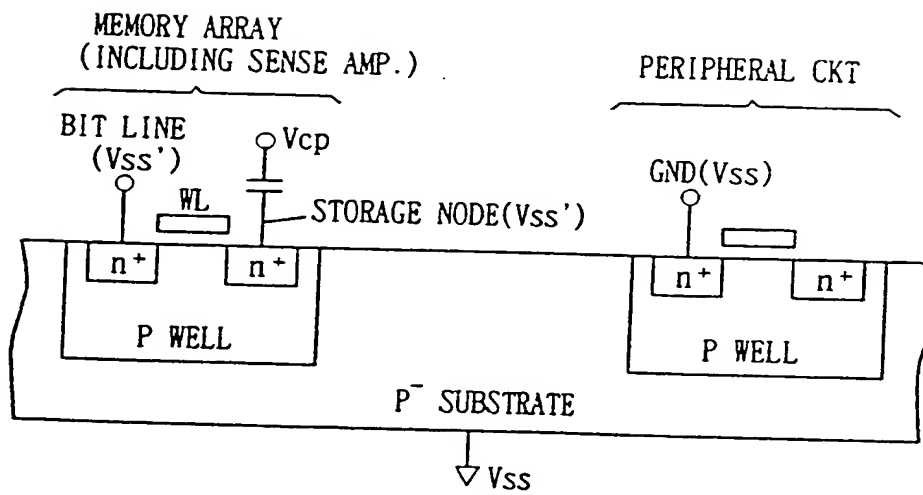 MEMORY ARRAY
(INCLUDING SENSE AMP.)
PERIPHERAL CKT
BIT LINE
(Vss')
Vcp
WL
STORAGE NODE(Vss')
GND(Vss)
n+
n+
n+
n+
P WELL
P WELL
P- SUBSTRATE
Vss